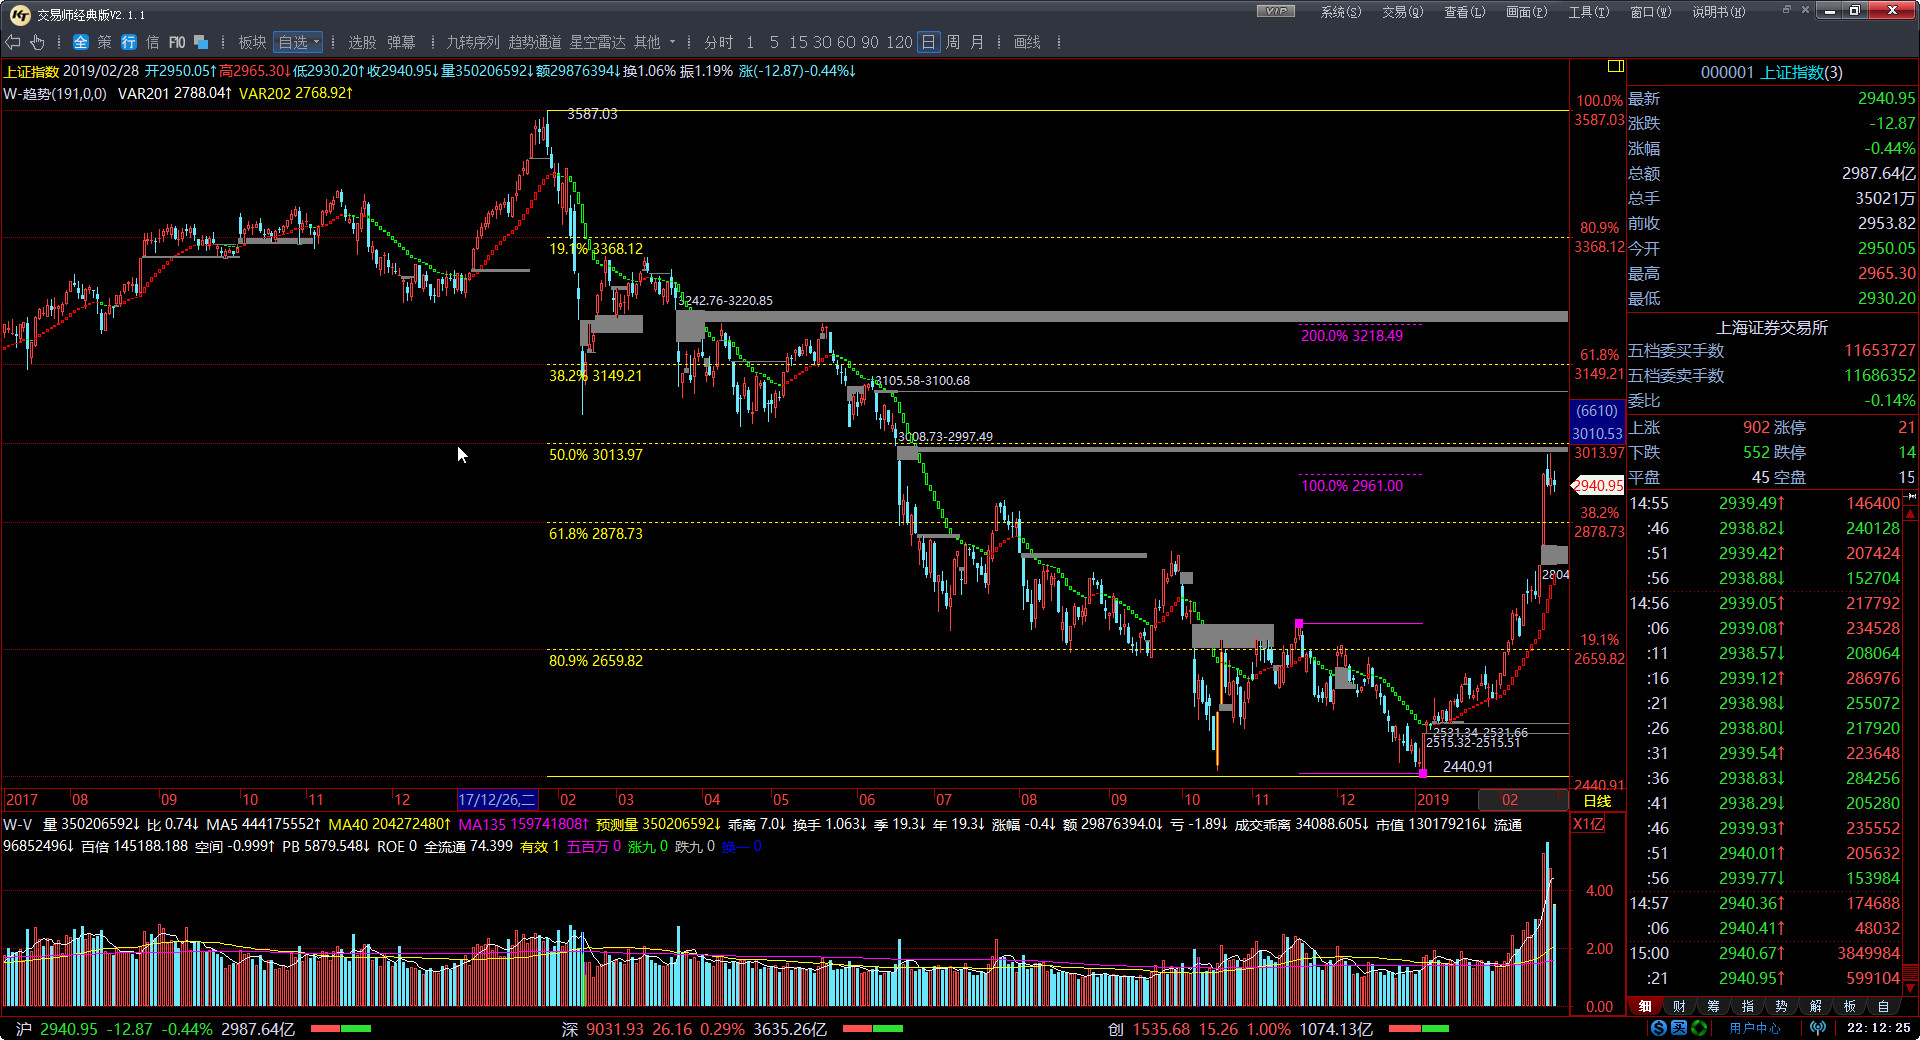 交易师经典版V2.1.1
VIP 系统(S) 交易(Q) 查看(L) 画面(P) 工具(T) 窗口(W) 说明书(H)
全 策 行 信 F10 板块 自选 选股 弹幕 九转序列 趋势通道 星空雷达 其他 分时 1 5 15 30 60 90 120 日 周 月 画线
上证指数 2019/02/28 开2950.05↑高2965.30↓低2930.20↑收2940.95↓量350206592↓额29876394↓换1.06% 振1.19% 涨(-12.87)-0.44%↓
W-趋势(191,0,0) VAR201 2788.04↑ VAR202 2768.92↑
3587.03
19.1% 3368.12
3242.76-3220.85
200.0% 3218.49
38.2% 3149.21
3105.58-3100.68
3008.73-2997.49
50.0% 3013.97
100.0% 2961.00
61.8% 2878.73
2804
80.9% 2659.82
2531.34-2531.66
2515.32-2515.51
2440.91
100.0%
3587.03
80.9%
3368.12
61.8%
3149.21
(6610)
3010.53
3013.97
2940.95
38.2%
2878.73
19.1%
2659.82
2440.91
2017 08 09 10 11 12 17/12/26,二 02 03 04 05 06 07 08 09 10 11 12 2019 02 日线
W-V 量 350206592↓ 比 0.74↓ MA5 444175552↑ MA40 204272480↑ MA135 159741808↑ 预测量 350206592↓ 乖离 7.0↓ 换手 1.063↓ 季 19.3↓ 年 19.3↓ 涨幅 -0.4↓ 额 29876394.0↓ 亏 -1.89↓ 成交乖离 34088.605↓ 市值 130179216↓ 流通
96852496↓ 百倍 145188.188 空间 -0.999↑ PB 5879.548↓ ROE 0 全流通 74.399 有效 1 五百万 0 涨九 0 跌九 0 换一 0
X1亿
4.00
2.00
0.00
000001 上证指数(3)
最新 2940.95
涨跌 -12.87
涨幅 -0.44%
总额 2987.64亿
总手 35021万
前收 2953.82
今开 2950.05
最高 2965.30
最低 2930.20
上海证券交易所
五档委买手数 11653727
五档委卖手数 11686352
委比 -0.14%
上涨 902 涨停 21
下跌 552 跌停 14
平盘 45 空盘 15
14:55 2939.49↑ 146400
:46 2938.82↓ 240128
:51 2939.42↑ 207424
:56 2938.88↓ 152704
14:56 2939.05↑ 217792
:06 2939.08↑ 234528
:11 2938.57↓ 208064
:16 2939.12↑ 286976
:21 2938.98↓ 255072
:26 2938.80↓ 217920
:31 2939.54↑ 223648
:36 2938.83↓ 284256
:41 2938.29↓ 205280
:46 2939.93↑ 235552
:51 2940.01↑ 205632
:56 2939.77↓ 153984
14:57 2940.36↑ 174688
:06 2940.41↑ 48032
15:00 2940.67↑ 3849984
:21 2940.95↑ 599104
细 财 筹 指 势 解 板 自
沪 2940.95 -12.87 -0.44% 2987.64亿 深 9031.93 26.16 0.29% 3635.26亿 创 1535.68 15.26 1.00% 1074.13亿 买 用户中心 22:12:25